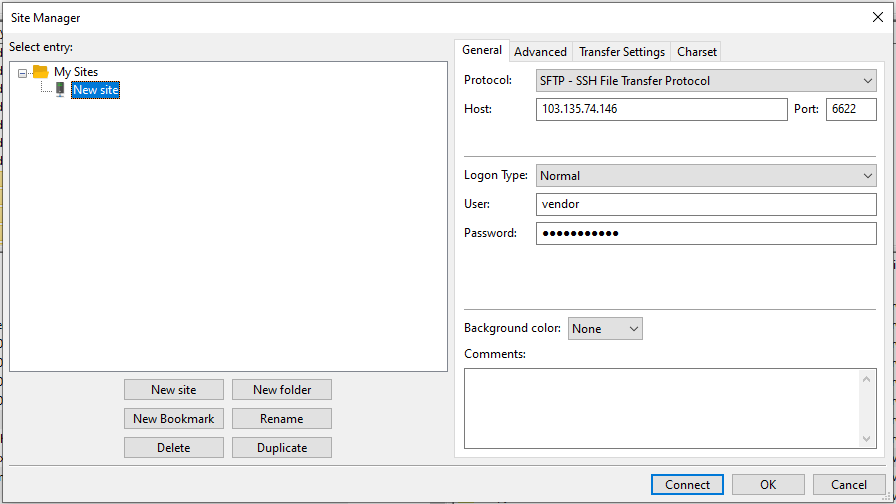 Site Manager
Select entry:
My Sites
New site
New site
New folder
New Bookmark
Rename
Delete
Duplicate
General
Advanced
Transfer Settings
Charset
Protocol:
SFTP - SSH File Transfer Protocol
Host:
103.135.74.146
Port:
6622
Logon Type:
Normal
User:
vendor
Password:
●●●●●●●●●●●
Background color:
None
Comments:
Connect
OK
Cancel